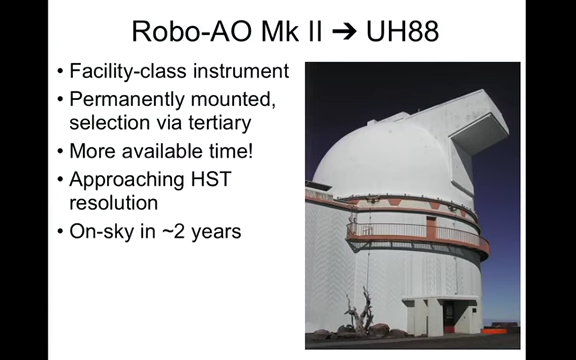 Robo-AO Mk II ➔ UH88
• Facility-class instrument
• Permanently mounted,
selection via tertiary
• More available time!
• Approaching HST
resolution
• On-sky in ~2 years